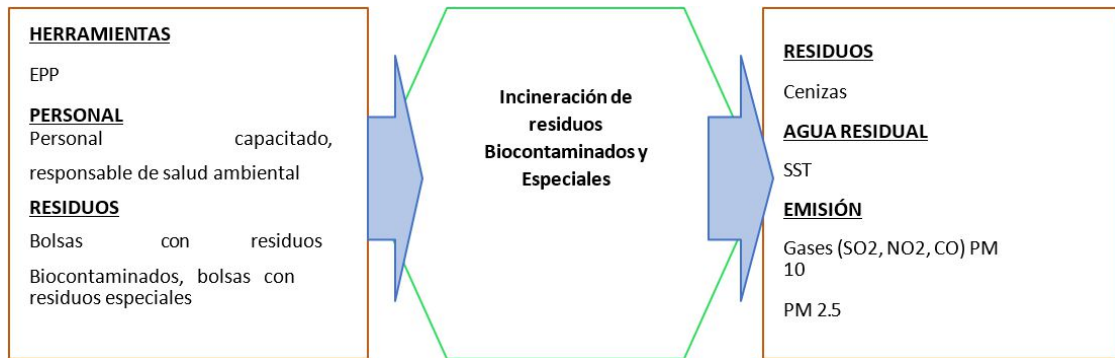 HERRAMIENTAS
EPP
PERSONAL
Personal capacitado,
responsable de salud ambiental
RESIDUOS
Bolsas con residuos
Biocontaminados, bolsas con
residuos especiales
Incineración de
residuos
Biocontaminados y
Especiales
RESIDUOS
Cenizas
AGUA RESIDUAL
SST
EMISIÓN
Gases (SO2, NO2, CO) PM
10
PM 2.5